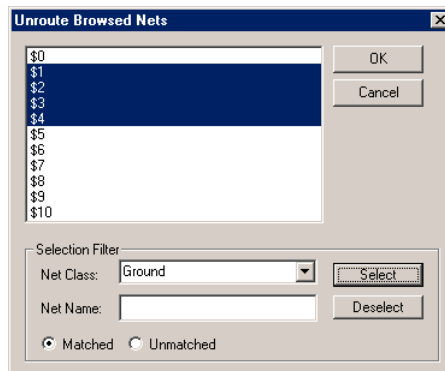 Unroute Browsed Nets
$0
$1
$2
$3
$4
$5
$6
$7
$8
$9
$10
OK
Cancel
Selection Filter
Net Class: Ground Select
Net Name: Deselect
Matched Unmatched